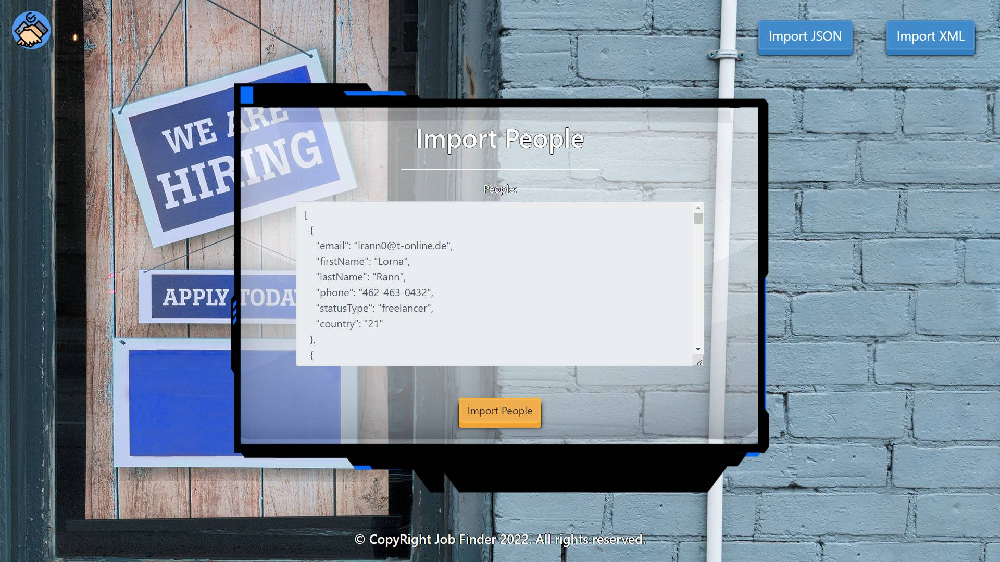 Import JSON
Import XML
WE ARE
HIRING
APPLY TODAY
Import People
People:
[
{
"email": "lrann0@t-online.de",
"firstName": "Lorna",
"lastName": "Rann",
"phone": "462-463-0432",
"statusType": "freelancer",
"country": "21"
},
{
Import People
© CopyRight Job Finder 2022. All rights reserved.